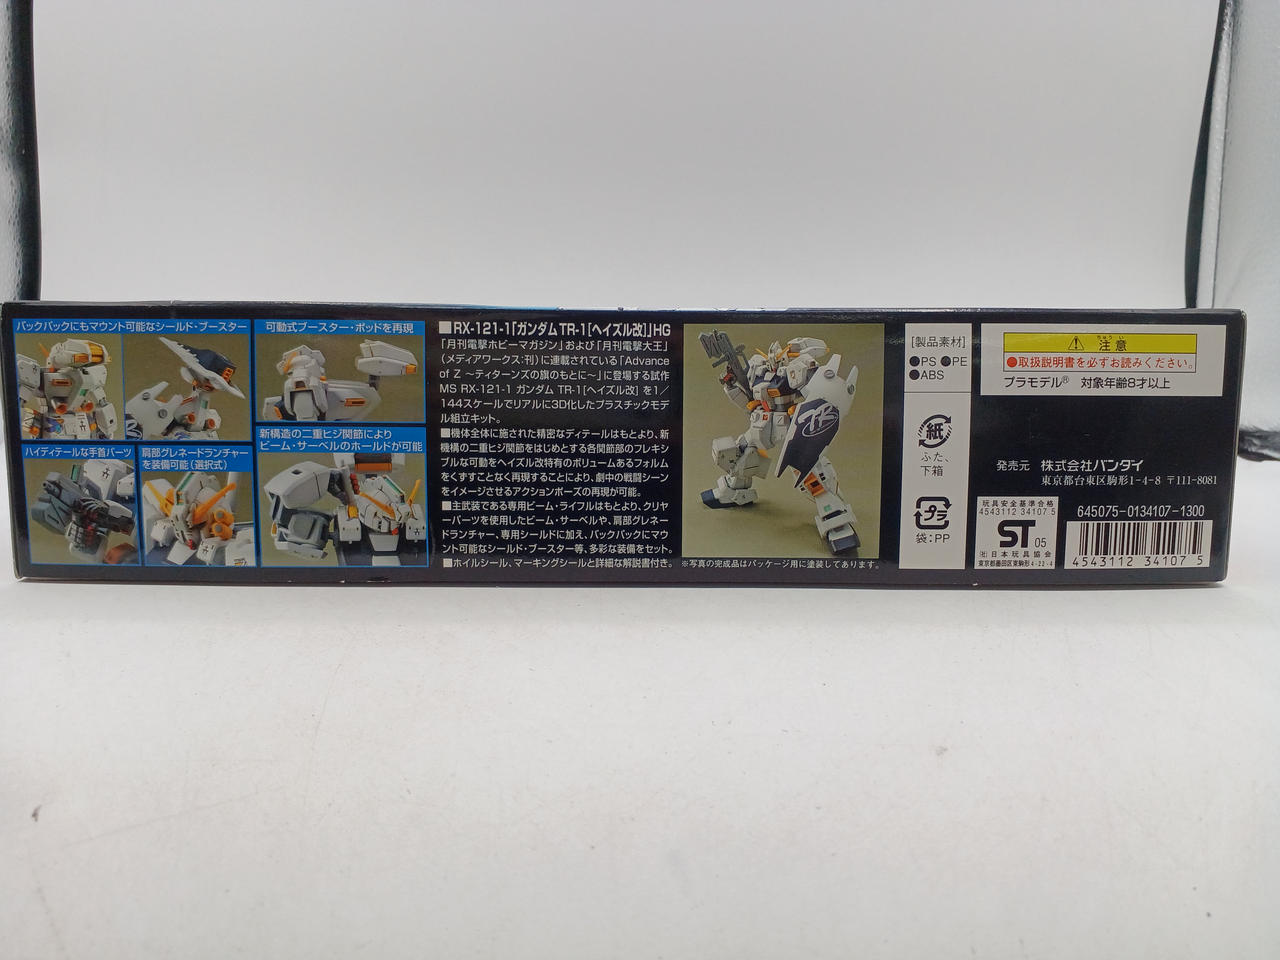 バックパックにもマウント可能なシールド・ブースター
可動式ブースター・ポッドを再現
ハイディテールな手首パーツ
肩部グレネードランチャー
を装備可能(選択式)
新構造の二重ヒジ関節により
ビーム・サーベルのホールドが可能
■RX-121-1「ガンダムTR-1[ヘイズル改]」HG
「月刊電撃ホビーマガジン」および「月刊電撃大王」
(メディアワークス:刊)に連載されている「Advance
of Z ～ティターンズの旗のもとに～」に登場する試作
MS RX-121-1 ガンダム TR-1[ヘイズル改]を1/
144スケールでリアルに3D化したプラスチックモデ
ル組立キット。
■機体全体に施された精密なディテールはもとより、新
機構の二重ヒジ関節をはじめとする各関節部のフレキシ
ブルな可動をヘイズル改特有のボリュームあるフォルム
をくずすことなく再現することにより、劇中の戦闘シーン
をイメージさせるアクションポーズの再現が可能。
■主武装である専用ビーム・ライフルはもとより、クリヤ
ーパーツを使用したビーム・サーベルや、肩部グレネー
ドランチャー、専用シールドに加え、バックパックにマウ
ント可能なシールド・ブースター等、多彩な装備をセット。
■ホイルシール、マーキングシールと詳細な解説書付き。
TR
※写真の完成品はパッケージ用に塗装してあります。
[製品素材]
●PS ●PE
●ABS
紙
ふた、
下箱
プラ
袋:PP
ちゅうい
注意
●取扱説明書を必ずお読みください。
プラモデル® 対象年齢8才以上
発売元 株式会社バンダイ
東京都台東区駒形1-4-8 〒111-8081
玩具安全基準合格
4543112 34107 5
ST 05
(社)日本玩具協会
東京都墨田区東駒形4-22-4
645075-0134107-1300
4543112 341075